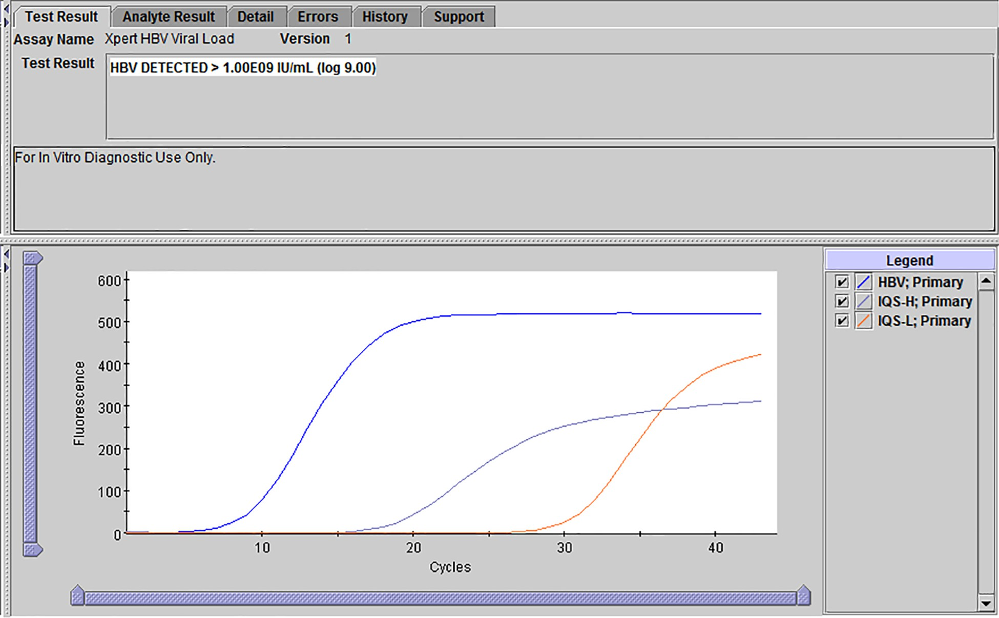 Test Result Analyte Result Detail Errors History Support
Assay Name Xpert HBV Viral Load Version 1
Test Result HBV DETECTED > 1.00E09 IU/mL (log 9.00)
For In Vitro Diagnostic Use Only.
Legend
HBV; Primary
IQS-H; Primary
IQS-L; Primary
Fluorescence
600
500
400
300
200
100
0
10 20 30 40
Cycles